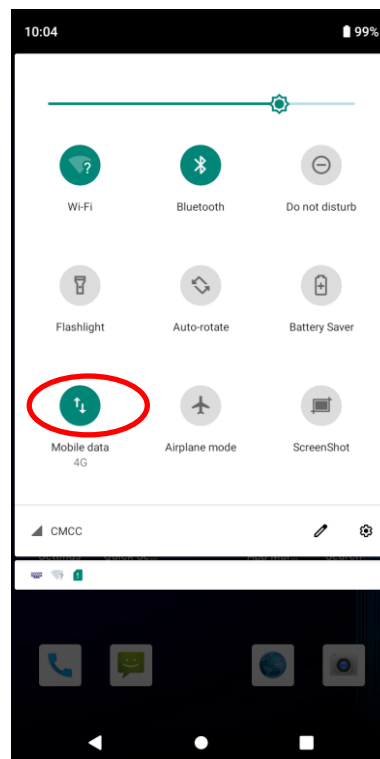 10:04 99%
Wi-Fi Bluetooth Do not disturb
Flashlight Auto-rotate Battery Saver
Mobile data Airplane mode ScreenShot
4G
CMCC